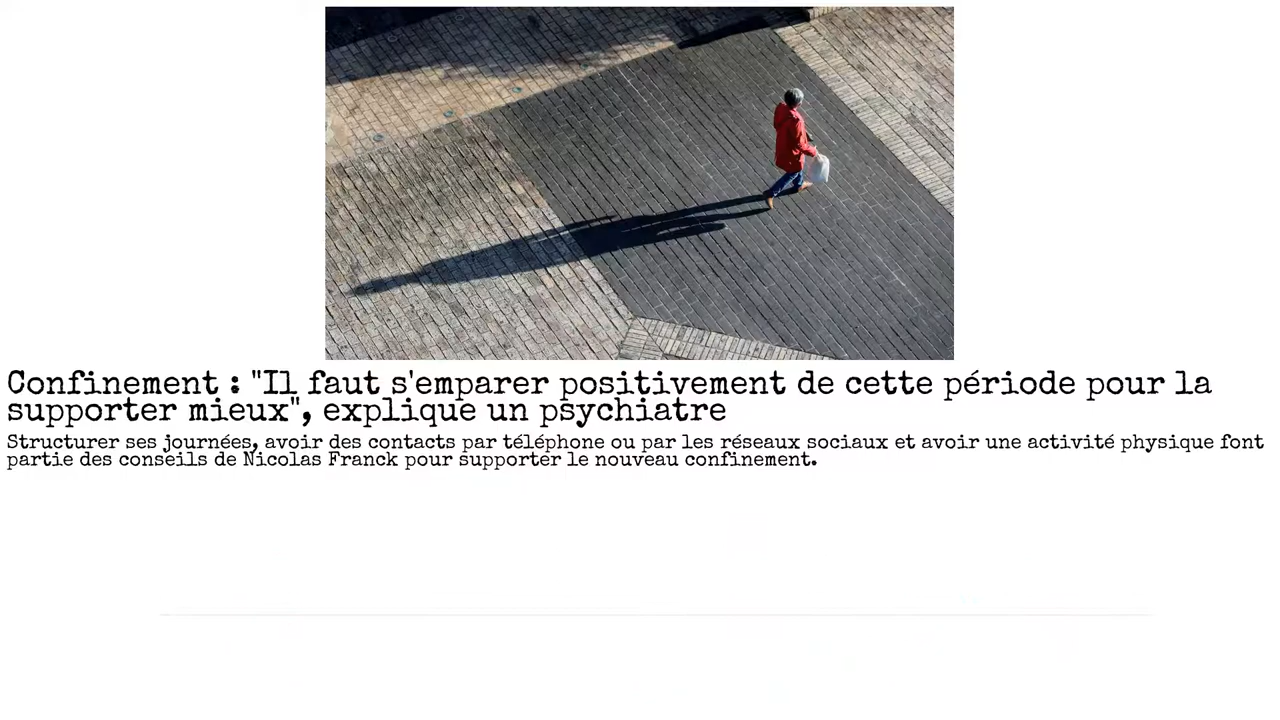 Confinement : "Il faut s'emparer positivement de cette période pour la
supporter mieux", explique un psychiatre
Structurer ses journées, avoir des contacts par téléphone ou par les réseaux sociaux et avoir une activité physique font
partie des conseils de Nicolas Franck pour supporter le nouveau confinement.